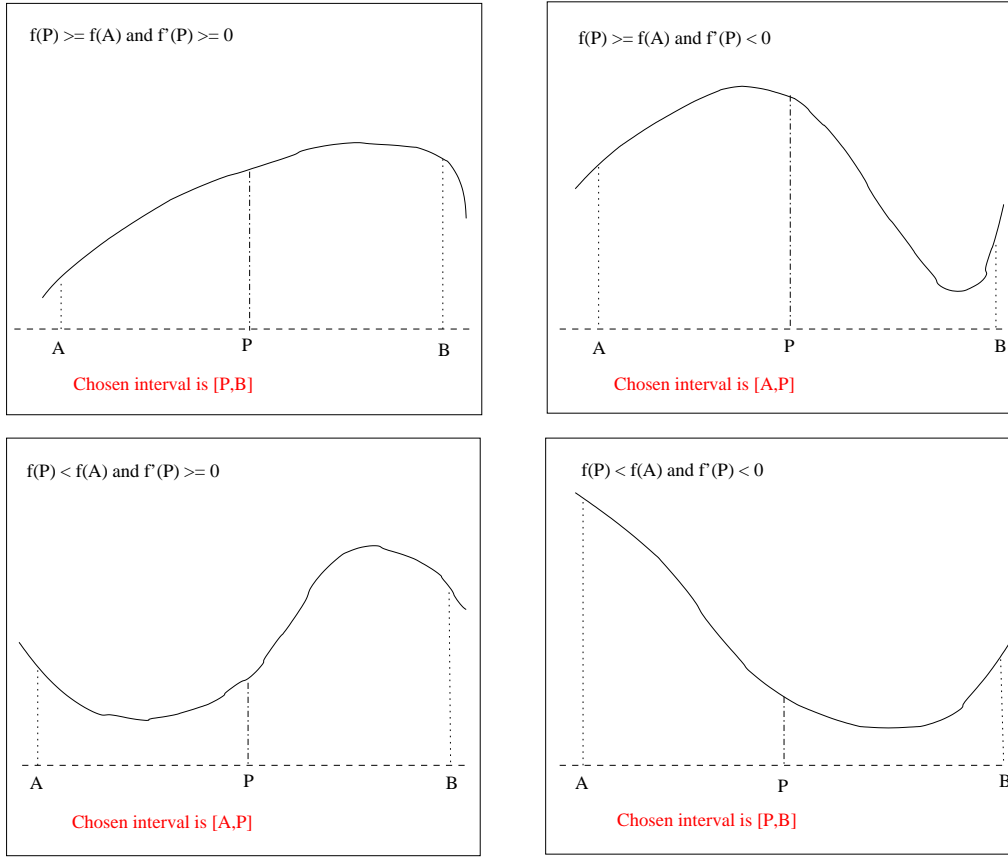 f(P) >= f(A) and f'(P) >= 0
A
P
B
Chosen interval is [P,B]
f(P) >= f(A) and f'(P) < 0
A
P
B
Chosen interval is [A,P]
f(P) < f(A) and f'(P) >= 0
A
P
B
Chosen interval is [A,P]
f(P) < f(A) and f'(P) < 0
A
P
B
Chosen interval is [P,B]